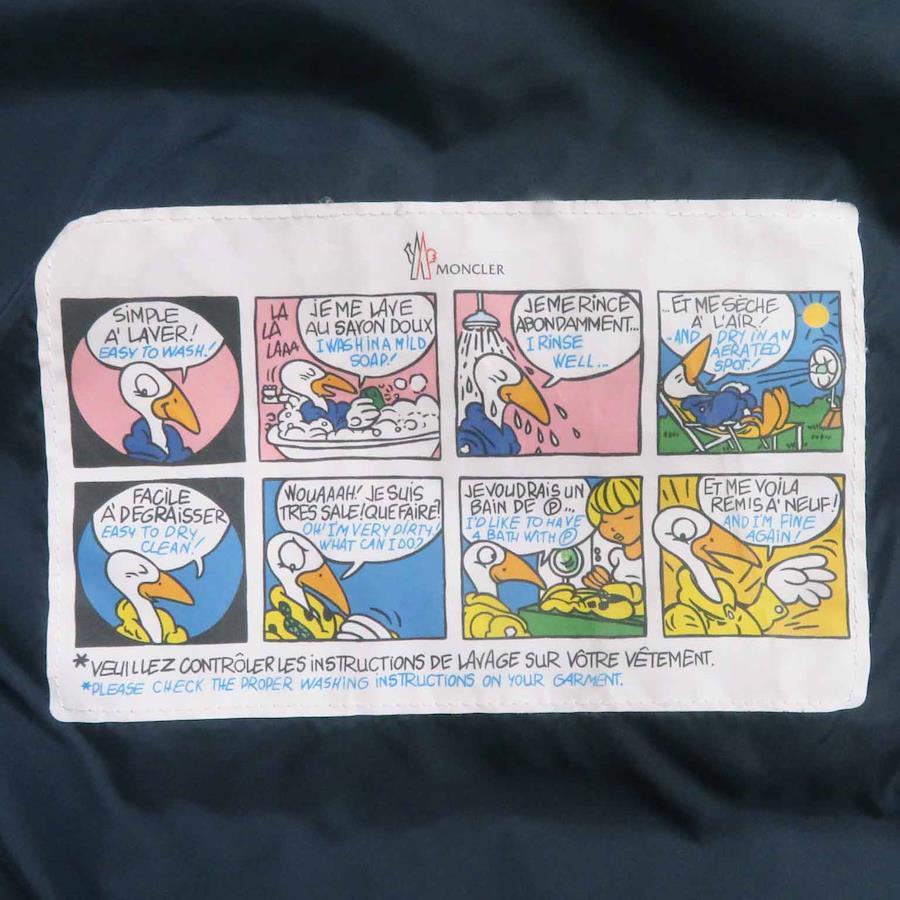 MONCLER
SIMPLE
A' LAVER!
EASY TO WASH!
LA
LA
LAAA
JE ME LAVE
AU SAVON DOUX
I WASH IN A MILD
SOAP!
JE ME RINCE
ABONDAMMENT...
I RINSE
WELL...
...ET ME SÈCHE
A' L'AIR!
...AND DRY IN AN
AERATED
SPOT!
FACILE
A' DEGRAISSER
EASY TO DRY
CLEAN!
WOUAAAH! JE SUIS
TRES SALE! QUE FAIRE?
OH! I'M VERY DIRTY!
WHAT CAN I DO?
JE VOUDRAIS UN
BAIN DE Ⓟ...
I'D LIKE TO HAVE
A BATH WITH Ⓟ
ET ME VOILA
REMIS A' NEUF!
AND I'M FINE
AGAIN!
*VEUILLEZ CONTRÔLER LES INSTRUCTIONS DE LAVAGE SUR VÔTRE VÊTEMENT.
*PLEASE CHECK THE PROPER WASHING INSTRUCTIONS ON YOUR GARMENT.